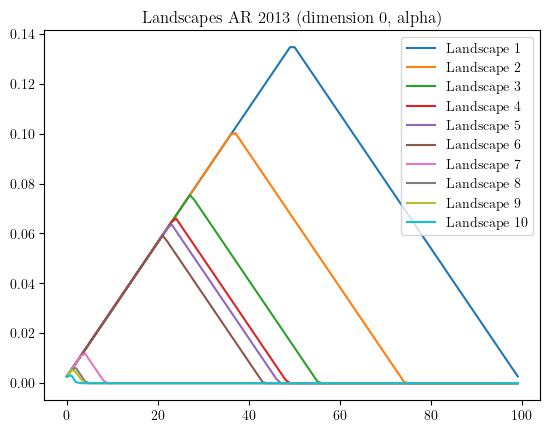 Landscapes AR 2013 (dimension 0, alpha)
0.14
0.12
0.10
0.08
0.06
0.04
0.02
0.00
0 20 40 60 80 100
Landscape 1
Landscape 2
Landscape 3
Landscape 4
Landscape 5
Landscape 6
Landscape 7
Landscape 8
Landscape 9
Landscape 10